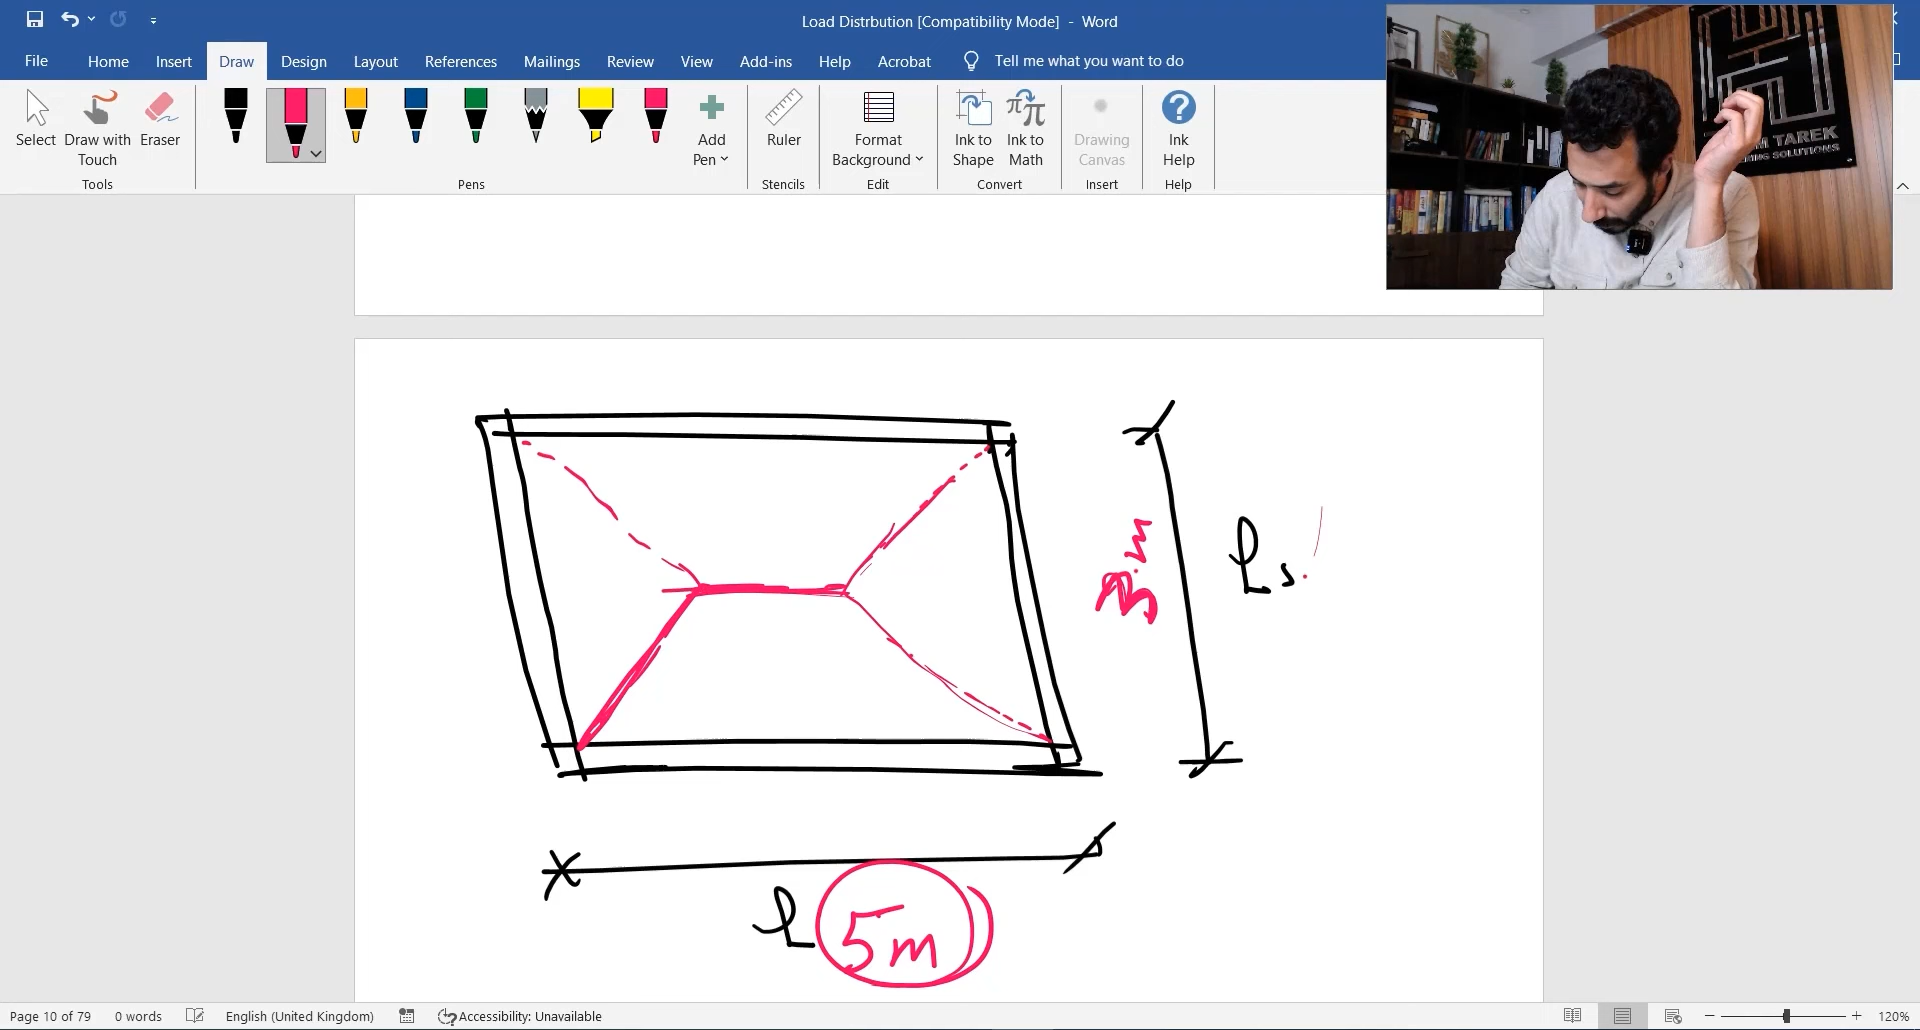 Load Distrbution [Compatibility Mode] - Word
File Home Insert Draw Design Layout References Mailings Review View Add-ins Help Acrobat Tell me what you want to do
Select Draw with Touch Eraser Add Pen Ruler Format Background Ink to Shape Ink to Math Drawing Canvas Ink Help
Tools Pens Stencils Edit Convert Insert Help
M TAREK
ING SOLUTIONS
Ls
L 5m
Page 10 of 79 0 words English (United Kingdom) Accessibility: Unavailable 120%